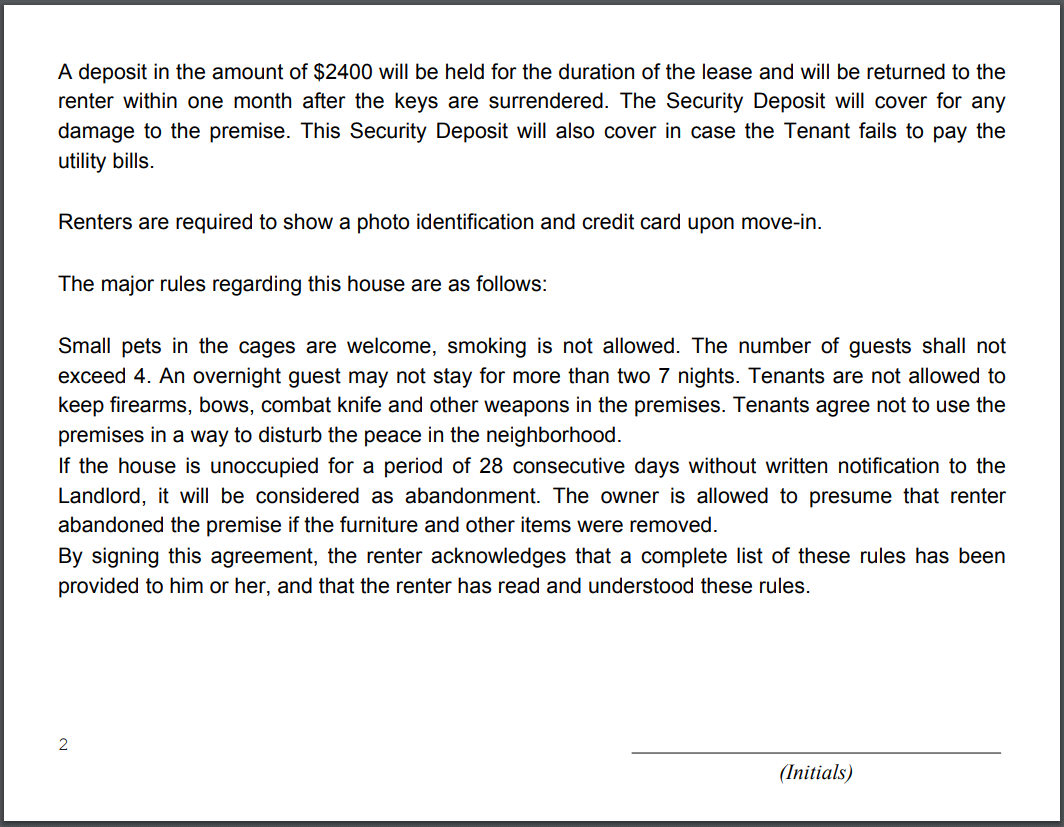 A deposit in the amount of $2400 will be held for the duration of the lease and will be returned to the
renter within one month after the keys are surrendered. The Security Deposit will cover for any
damage to the premise. This Security Deposit will also cover in case the Tenant fails to pay the
utility bills.
Renters are required to show a photo identification and credit card upon move-in.
The major rules regarding this house are as follows:
Small pets in the cages are welcome, smoking is not allowed. The number of guests shall not
exceed 4. An overnight guest may not stay for more than two 7 nights. Tenants are not allowed to
keep firearms, bows, combat knife and other weapons in the premises. Tenants agree not to use the
premises in a way to disturb the peace in the neighborhood.
If the house is unoccupied for a period of 28 consecutive days without written notification to the
Landlord, it will be considered as abandonment. The owner is allowed to presume that renter
abandoned the premise if the furniture and other items were removed.
By signing this agreement, the renter acknowledges that a complete list of these rules has been
provided to him or her, and that the renter has read and understood these rules.
2
(Initials)